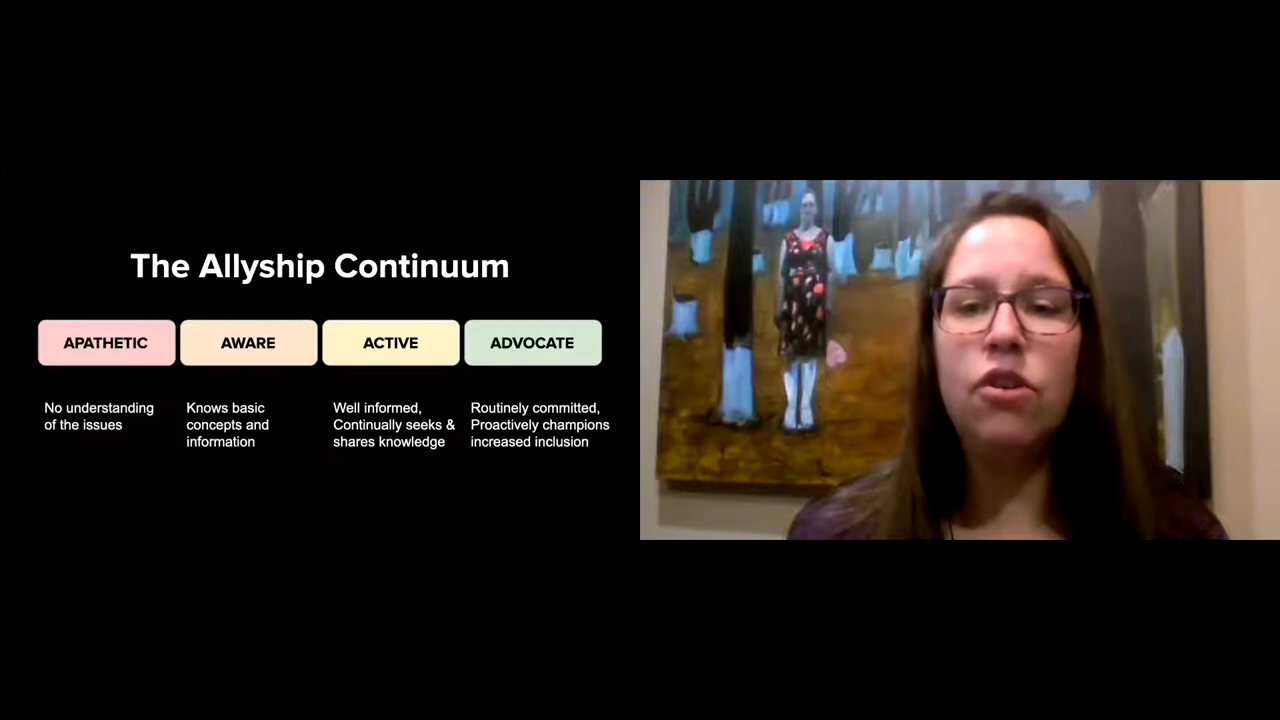 The Allyship Continuum
APATHETIC
AWARE
ACTIVE
ADVOCATE
No understanding
of the issues
Knows basic
concepts and
information
Well informed,
Continually seeks &
shares knowledge
Routinely committed,
Proactively champions
increased inclusion